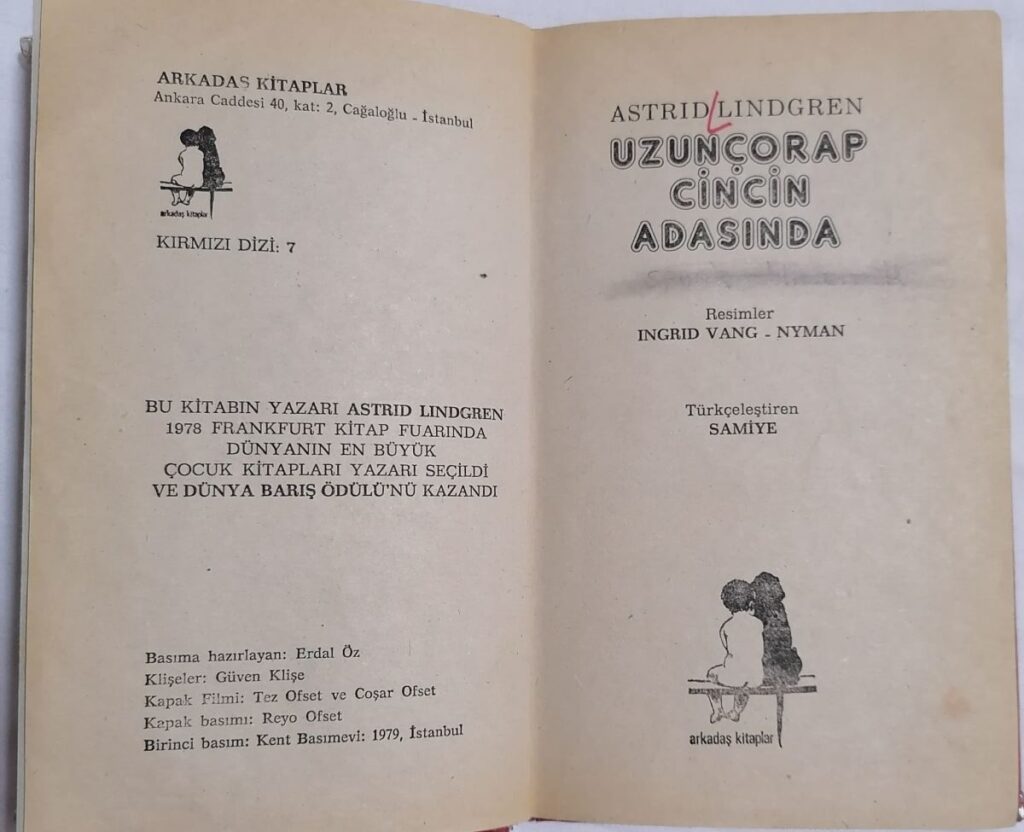 ARKADAŞ KİTAPLAR
Ankara Caddesi 40, kat: 2, Cağaloğlu - İstanbul
arkadaş kitaplar
KIRMIZI DİZİ: 7
BU KİTABIN YAZARI ASTRID LINDGREN
1978 FRANKFURT KİTAP FUARINDA
DÜNYANIN EN BÜYÜK
ÇOCUK KİTAPLARI YAZARI SEÇİLDİ
VE DÜNYA BARIŞ ÖDÜLÜ'NÜ KAZANDI
Basıma hazırlayan: Erdal Öz
Klişeler: Güven Klişe
Kapak Filmi: Tez Ofset ve Coşar Ofset
Kapak basımı: Reyo Ofset
Birinci basım: Kent Basımevi: 1979, İstanbul
ASTRID LINDGREN
UZUNÇORAP
CİNCİN
ADASINDA
Resimler
INGRID VANG - NYMAN
Türkçeleştiren
SAMİYE
arkadaş kitaplar